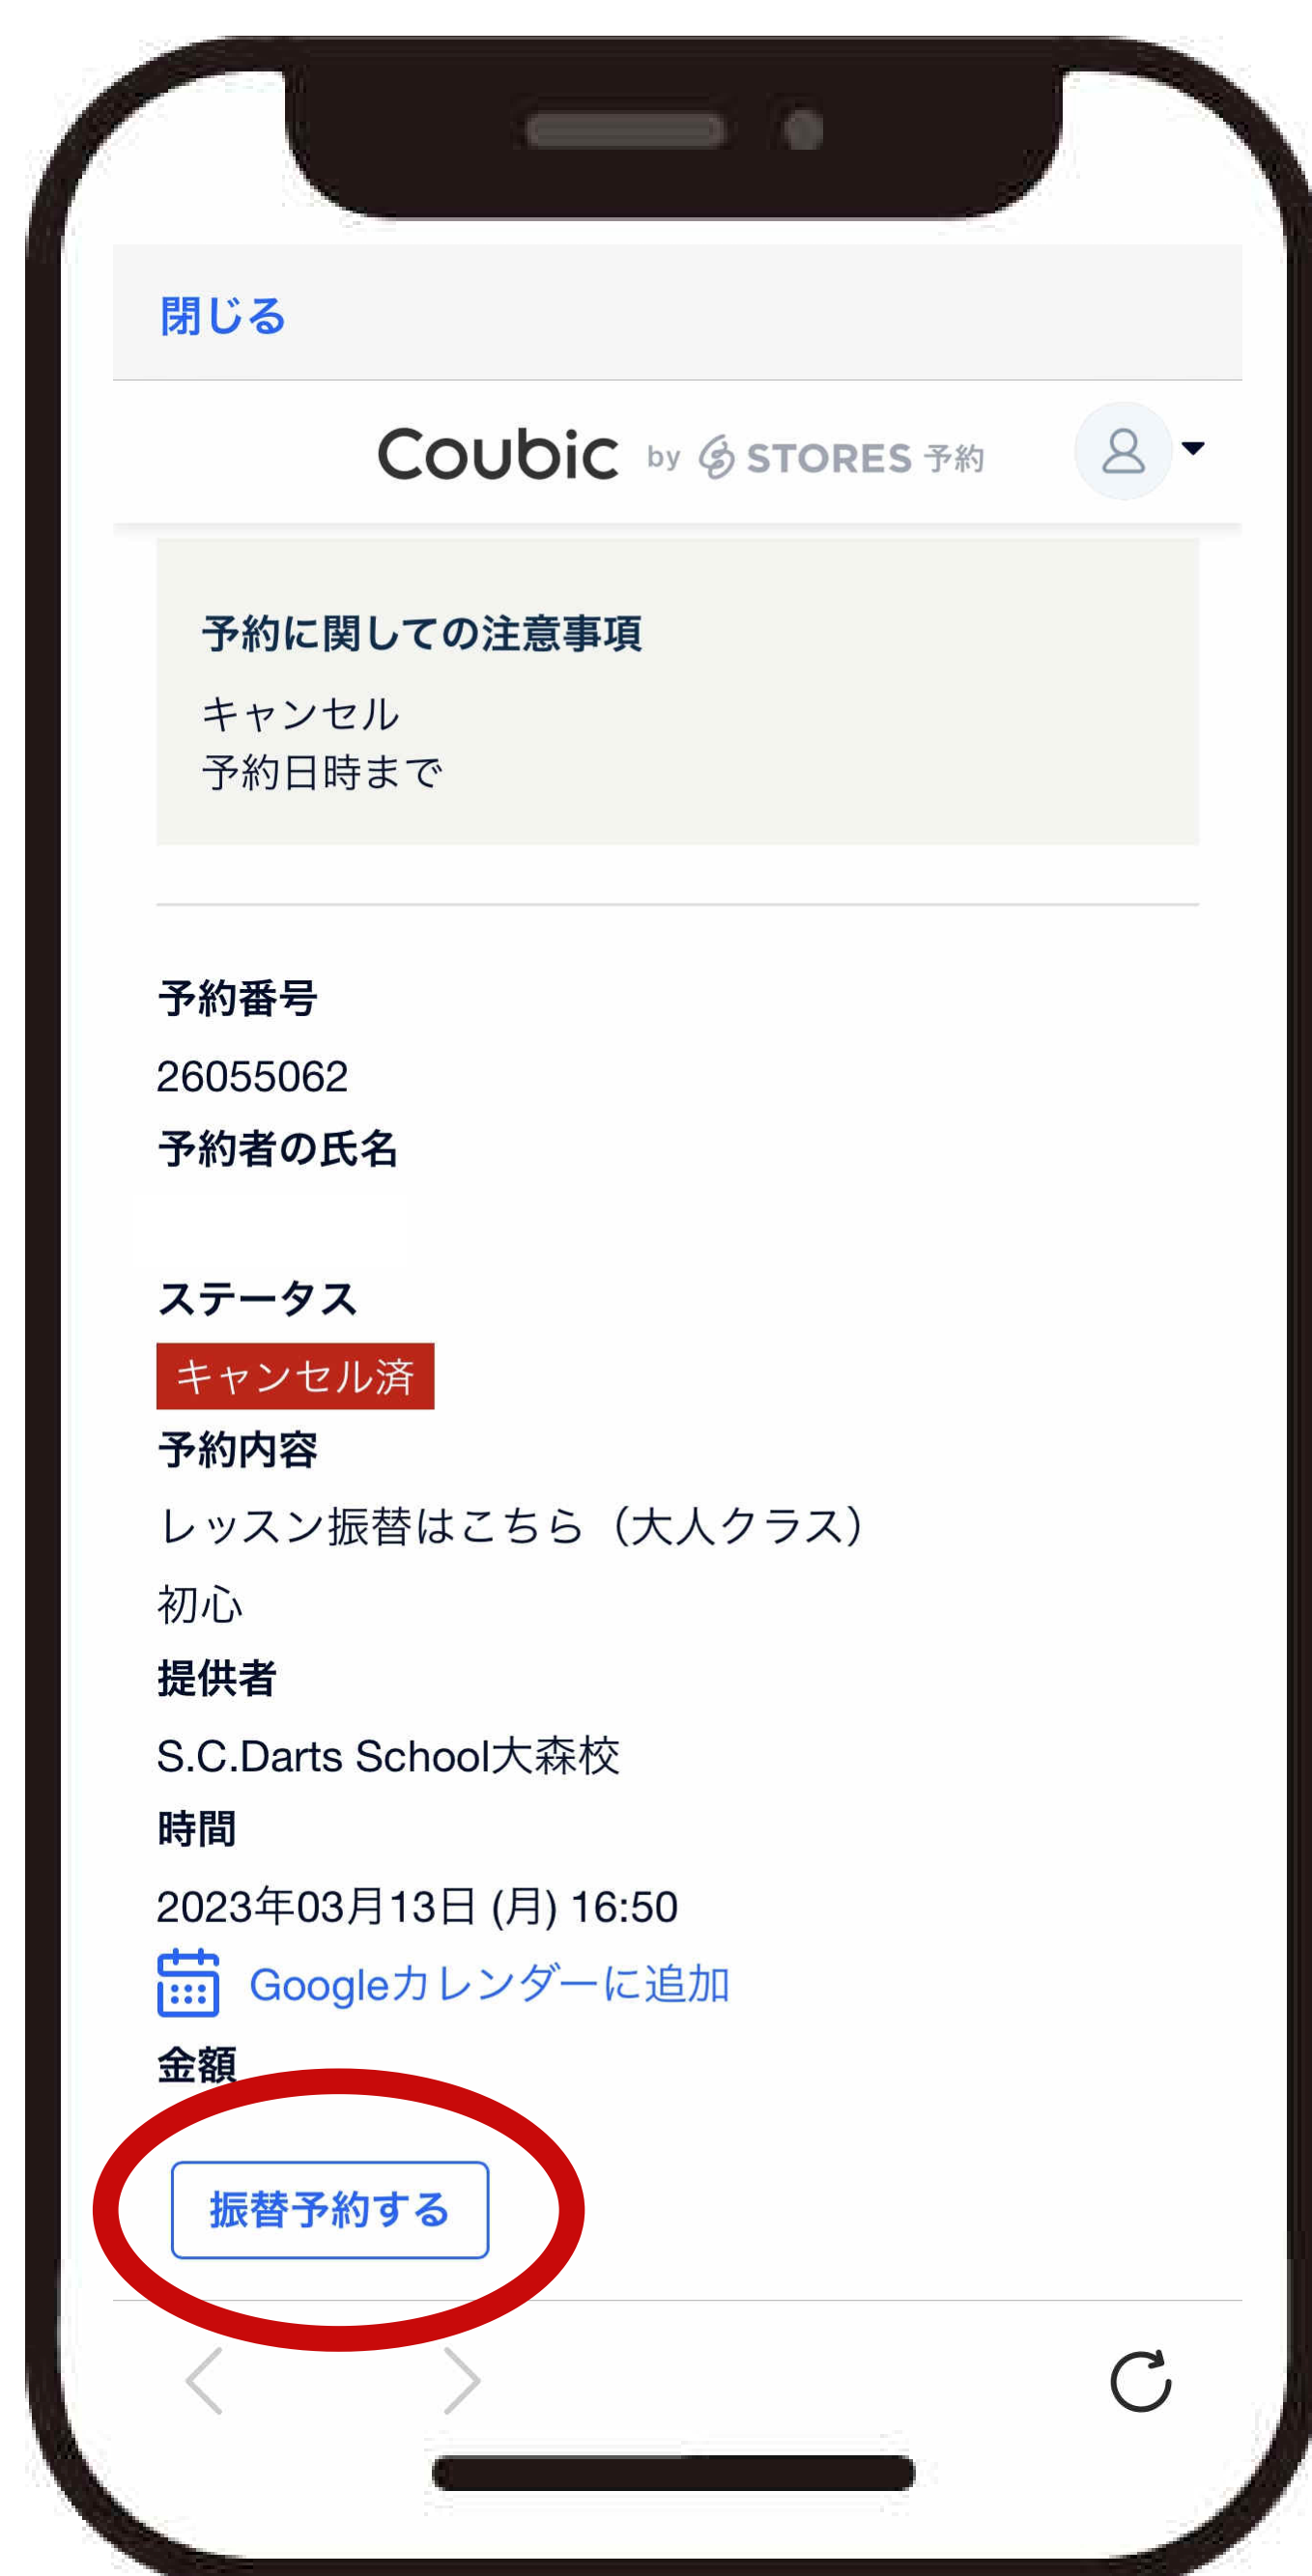 閉じる
Coubic by STORES 予約
予約に関しての注意事項
キャンセル
予約日時まで
予約番号
26055062
予約者の氏名
ステータス
キャンセル済
予約内容
レッスン振替はこちら（大人クラス）
初心
提供者
S.C.Darts School大森校
時間
2023年03月13日 (月) 16:50
Googleカレンダーに追加
金額
振替予約する